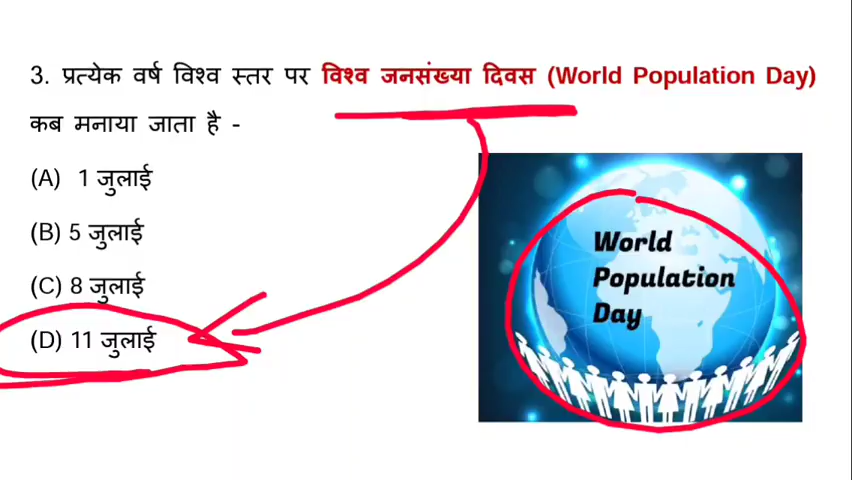 3. प्रत्येक वर्ष विश्व स्तर पर विश्व जनसंख्या दिवस (World Population Day)
कब मनाया जाता है -
(A) 1 जुलाई
(B) 5 जुलाई
(C) 8 जुलाई
(D) 11 जुलाई
World
Population
Day